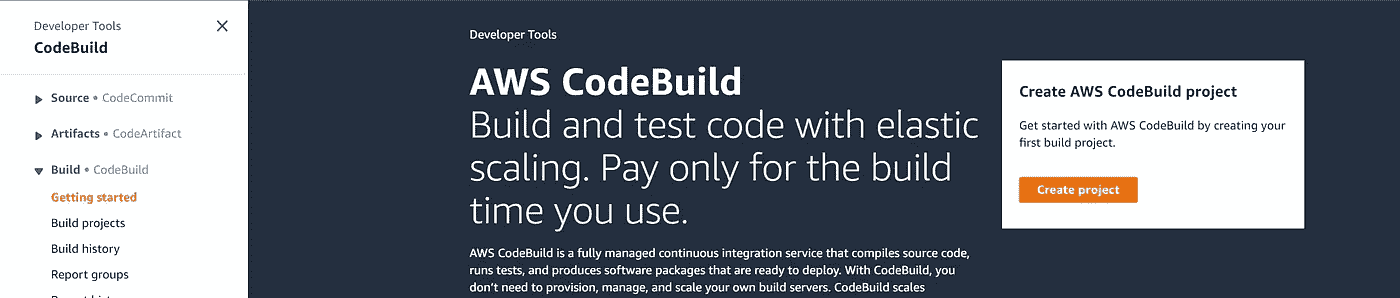 Developer Tools
CodeBuild
Source • CodeCommit
Artifacts • CodeArtifact
Build • CodeBuild
Getting started
Build projects
Build history
Report groups
Developer Tools
AWS CodeBuild
Build and test code with elastic
scaling. Pay only for the build
time you use.
AWS CodeBuild is a fully managed continuous integration service that compiles source code,
runs tests, and produces software packages that are ready to deploy. With CodeBuild, you
don't need to provision, manage, and scale your own build servers. CodeBuild scales
Create AWS CodeBuild project
Get started with AWS CodeBuild by creating your
first build project.
Create project